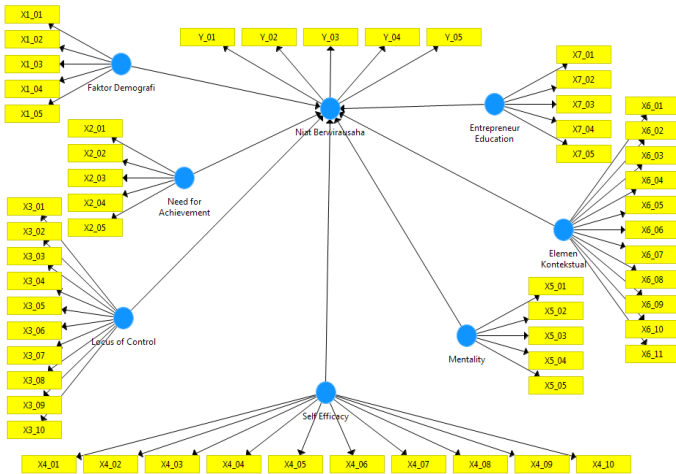 X1_01
X1_02
X1_03
X1_04
X1_05
Faktor Demografi
Y_01
Y_02
Y_03
Y_04
Y_05
Niat Berwirausaha
X7_01
X7_02
X7_03
X7_04
X7_05
Entrepreneur
Education
X2_01
X2_02
X2_03
X2_04
X2_05
Need for
Achievement
X6_01
X6_02
X6_03
X6_04
X6_05
X6_06
X6_07
X6_08
X6_09
X6_10
X6_11
Elemen
Kontekstual
X3_01
X3_02
X3_03
X3_04
X3_05
X3_06
X3_07
X3_08
X3_09
X3_10
Locus of Control
X5_01
X5_02
X5_03
X5_04
X5_05
Mentality
Self Efficacy
X4_01
X4_02
X4_03
X4_04
X4_05
X4_06
X4_07
X4_08
X4_09
X4_10